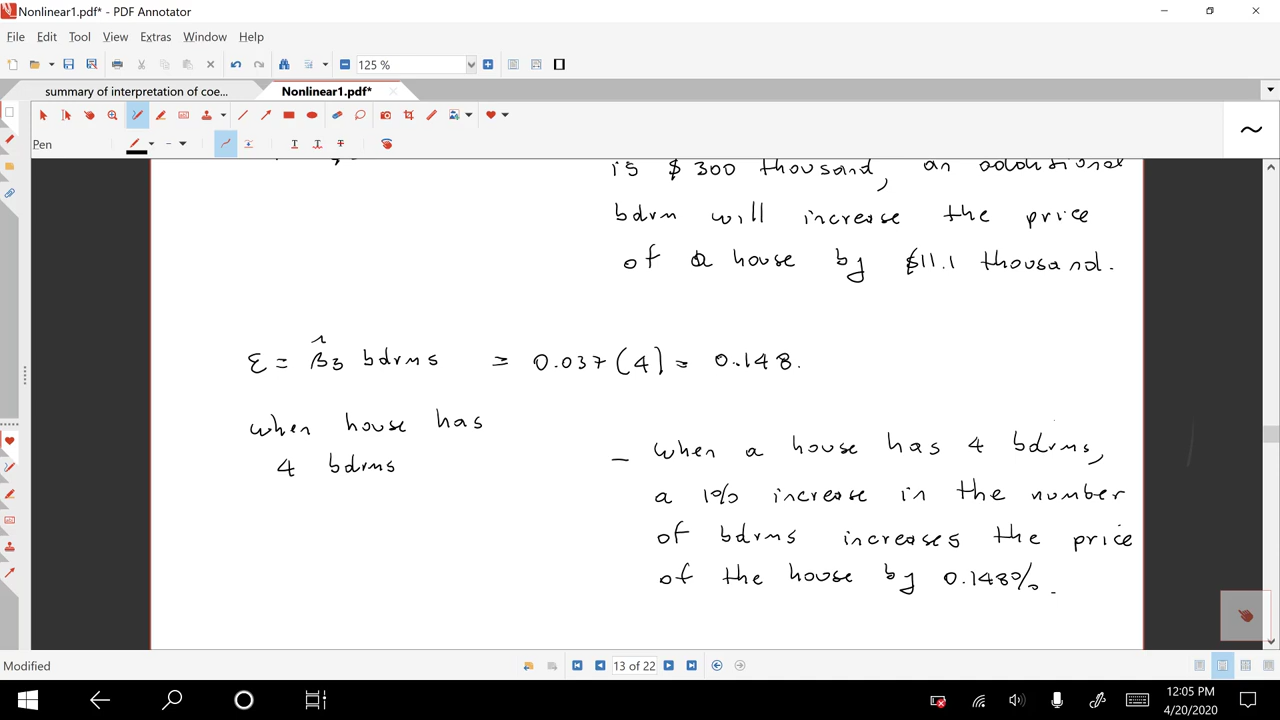 Nonlinear1.pdf* - PDF Annotator
File Edit Tool View Extras Window Help
125 %
summary of interpretation of coe... Nonlinear1.pdf*
Pen
is $ 300 thousand, an additional
bdrm will increase the price
of a house by $11.1 thousand.
ε = β̂3 bdrms = 0.037 (4) = 0.148.
when house has
4 bdrms
– when a house has 4 bdrms,
a 1% increase in the number
of bdrms increases the price
of the house by 0.148%.
Modified
13 of 22
12:05 PM
4/20/2020